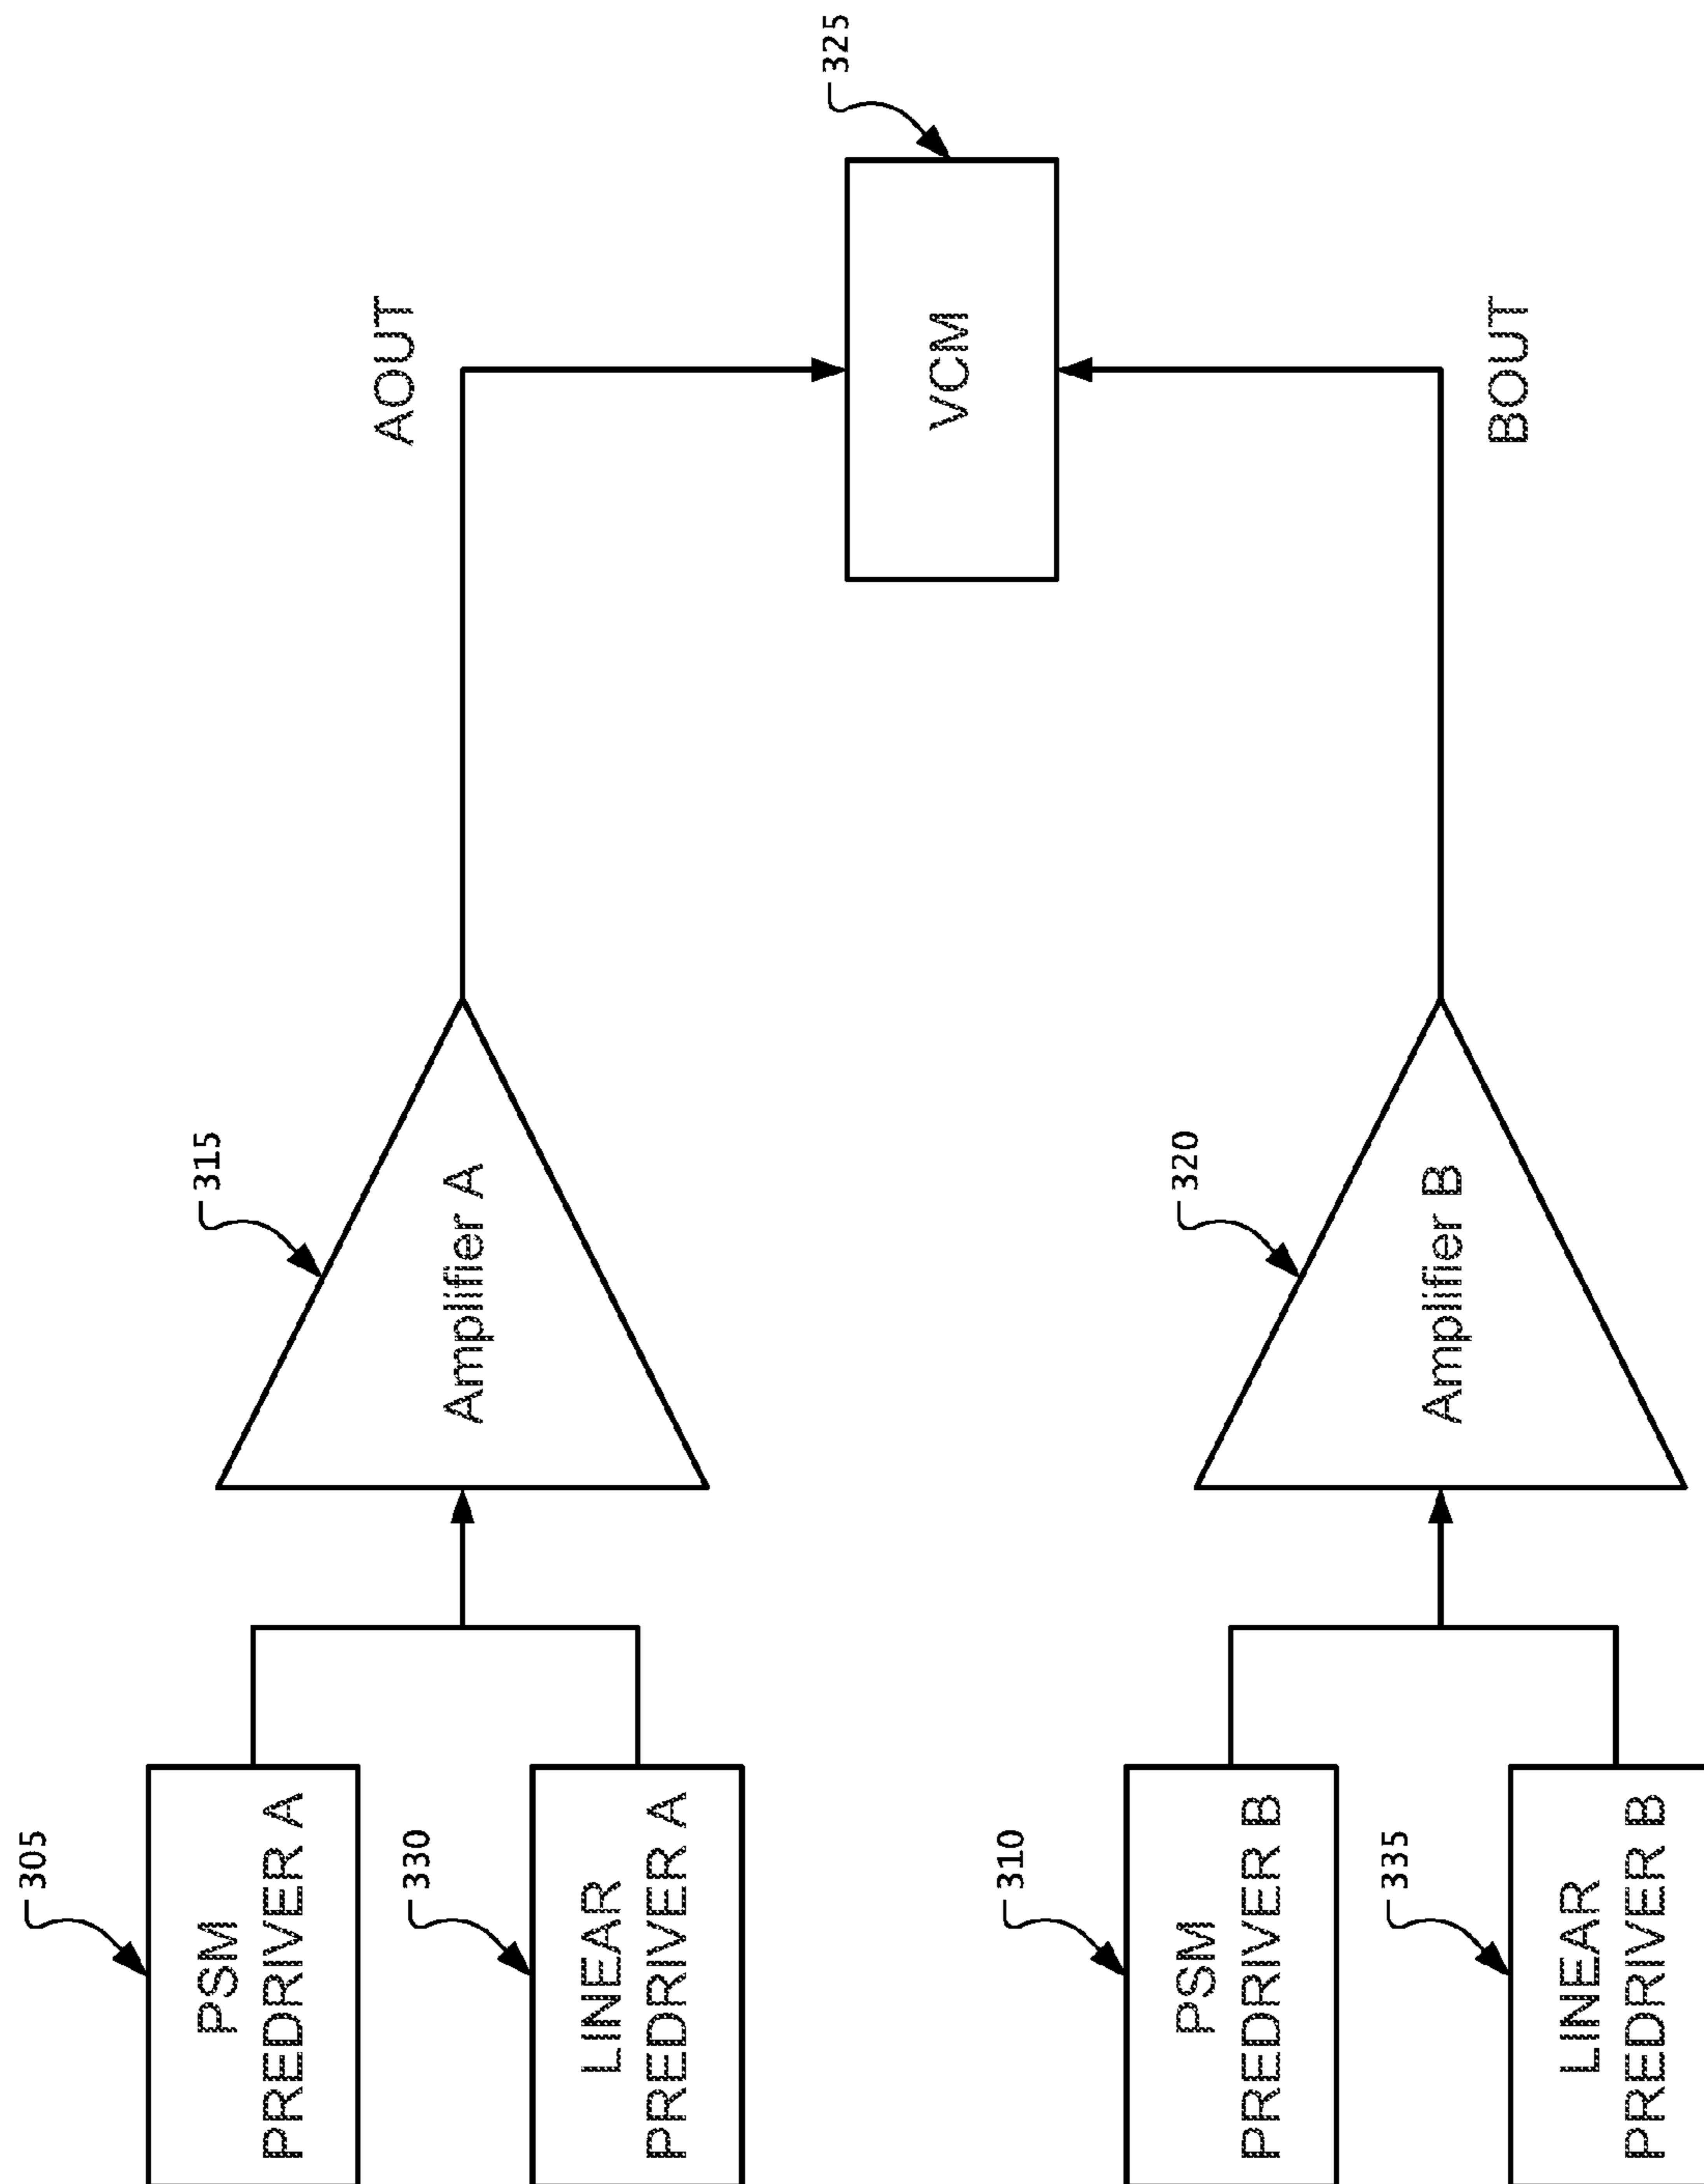 305
PSM
PREDRIVER A
330
LINEAR
PREDRIVER A
315
Amplifier A
AOUT
325
VCM
310
PSM
PREDRIVER B
335
LINEAR
PREDRIVER B
320
Amplifier B
BOUT